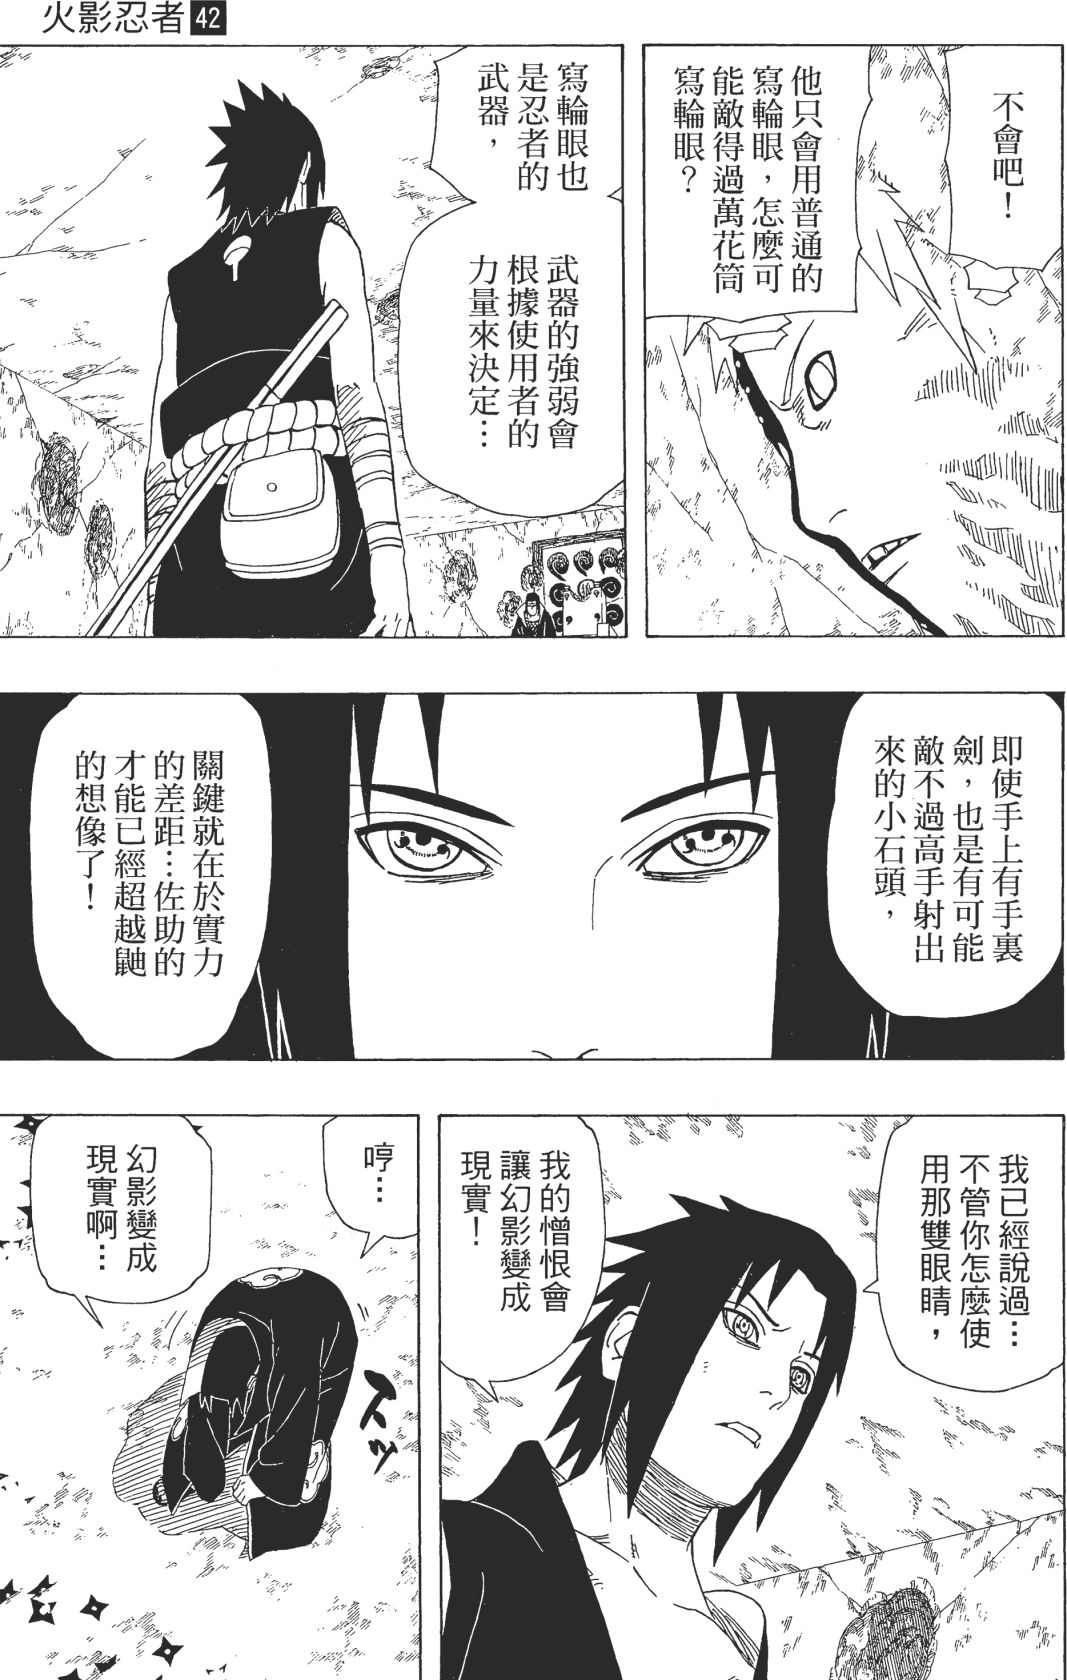 火影忍者42
不會吧！
他只會用普通的
寫輪眼，怎麼可
能敵得過萬花筒
寫輪眼？
寫輪眼也
是忍者的
武器，
武器的強弱會
根據使用者的
力量來決定…
即使手上有手裏
劍，也是有可能
敵不過高手射出
來的小石頭，
關鍵就在於實力
的差距…佐助的
才能已經超越鼬
的想像了！
我已經說過…
不管你怎麼使
用那雙眼睛，
我的憎恨會
讓幻影變成
現實！
哼…
幻影變成
現實啊…